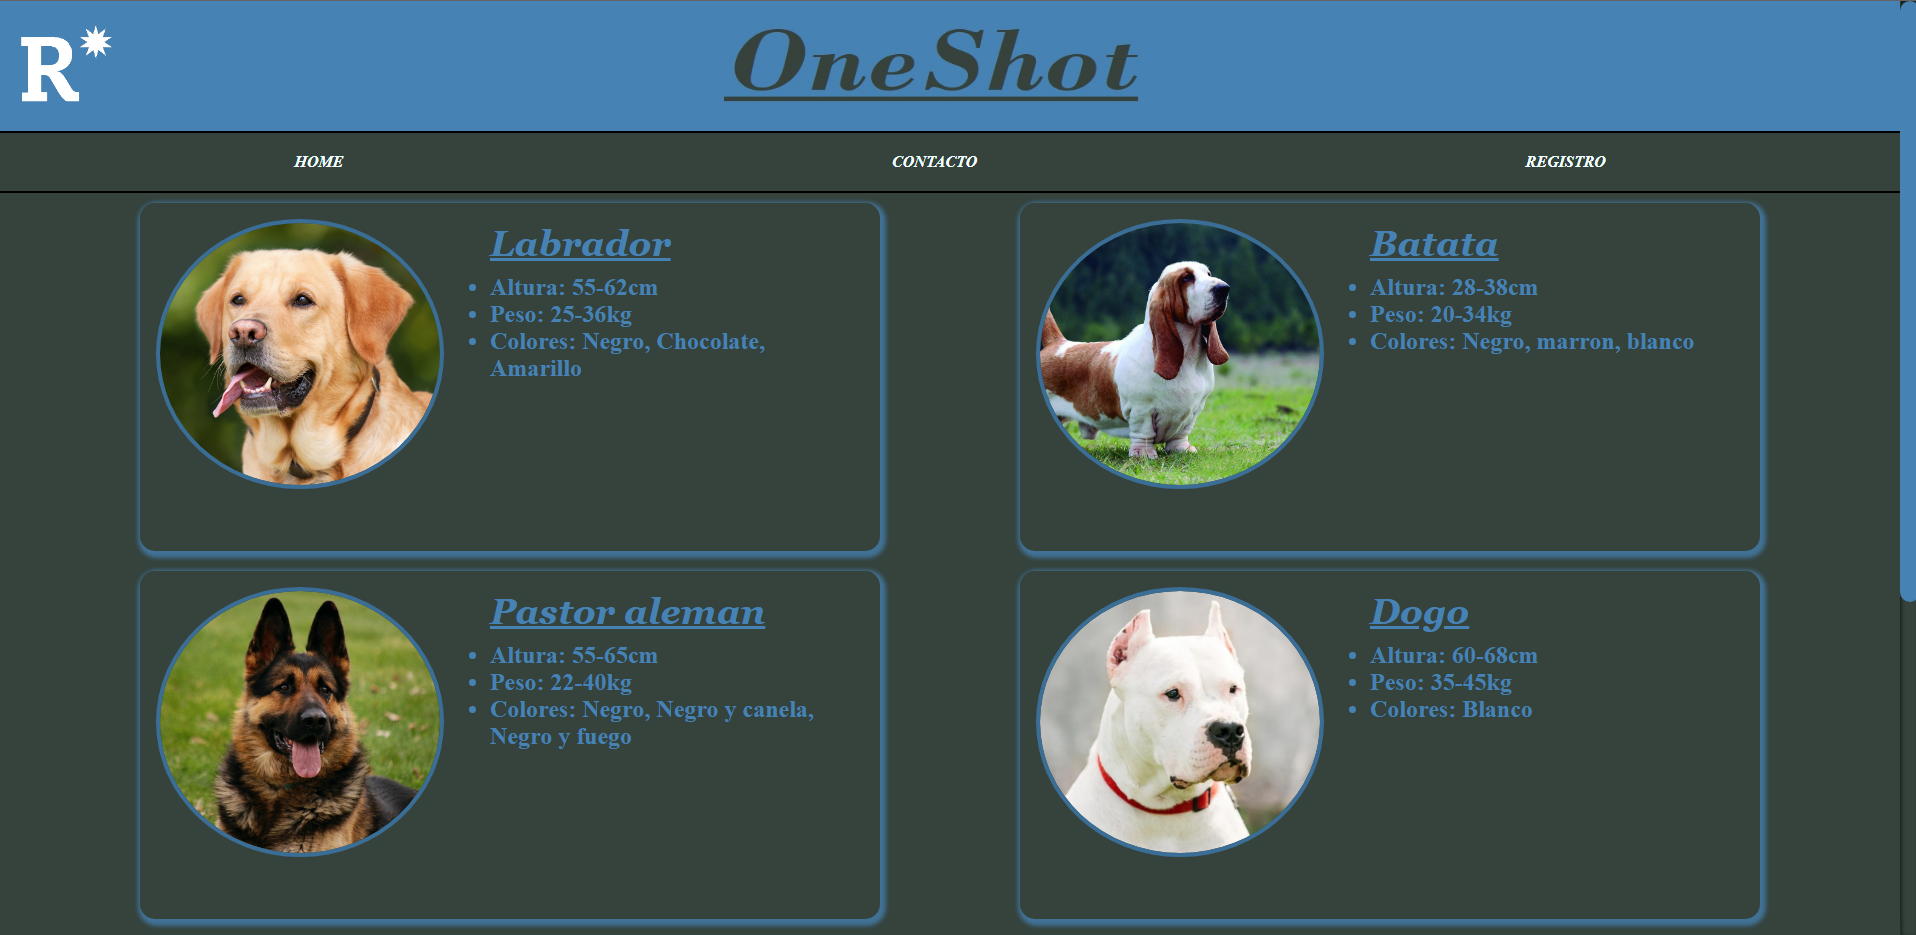 R*
OneShot
HOME CONTACTO REGISTRO
Labrador
Altura: 55-62cm
Peso: 25-36kg
Colores: Negro, Chocolate,
Amarillo
Batata
Altura: 28-38cm
Peso: 20-34kg
Colores: Negro, marron, blanco
Pastor aleman
Altura: 55-65cm
Peso: 22-40kg
Colores: Negro, Negro y canela,
Negro y fuego
Dogo
Altura: 60-68cm
Peso: 35-45kg
Colores: Blanco